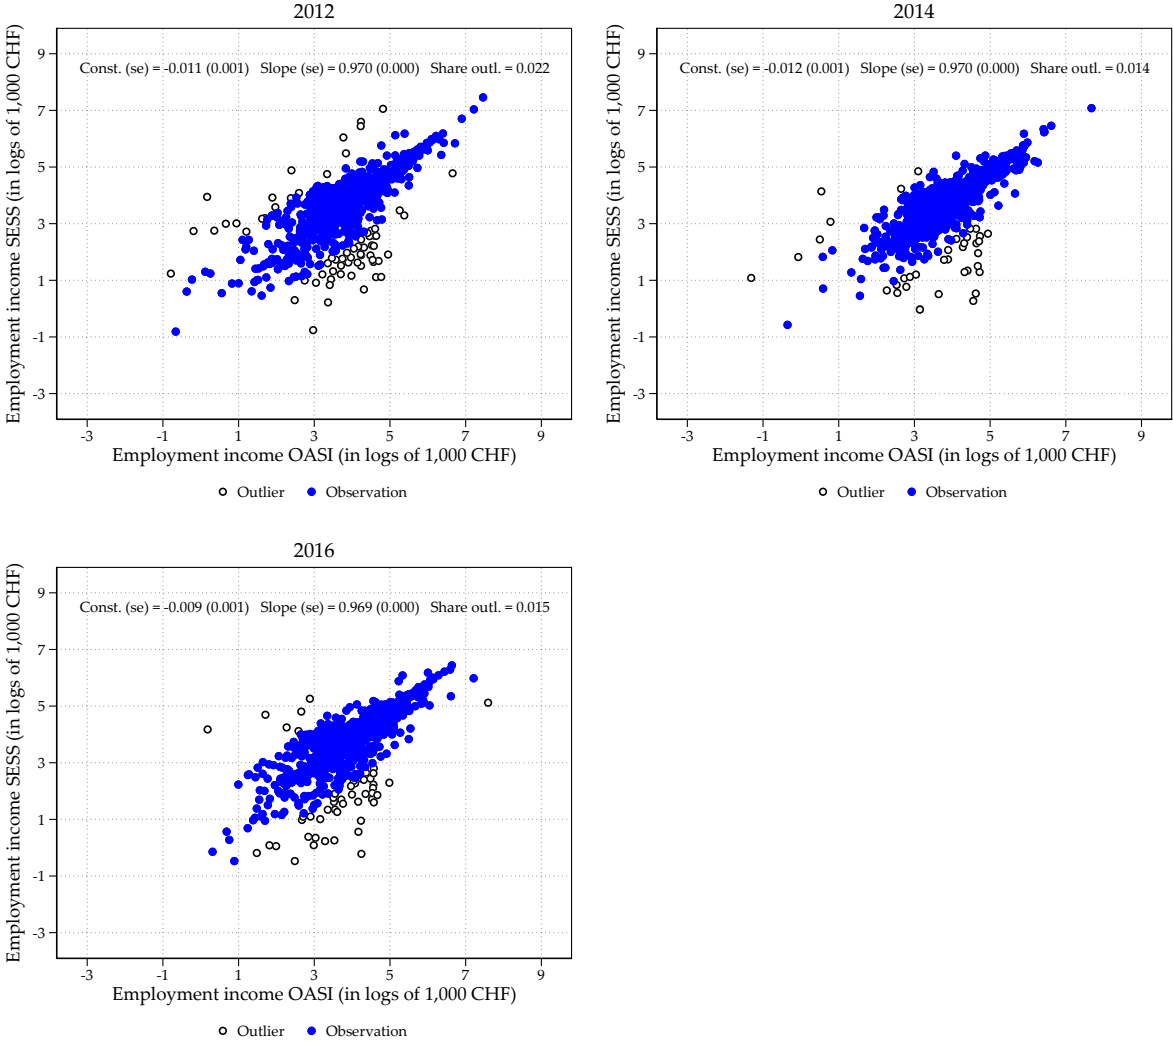 2012
Const. (se) = -0.011 (0.001) Slope (se) = 0.970 (0.000) Share outl. = 0.022
Employment income SESS (in logs of 1,000 CHF)
9
7
5
3
1
-1
-3
-3 -1 1 3 5 7 9
Employment income OASI (in logs of 1,000 CHF)
Outlier Observation
2014
Const. (se) = -0.012 (0.001) Slope (se) = 0.970 (0.000) Share outl. = 0.014
Employment income SESS (in logs of 1,000 CHF)
9
7
5
3
1
-1
-3
-3 -1 1 3 5 7 9
Employment income OASI (in logs of 1,000 CHF)
Outlier Observation
2016
Const. (se) = -0.009 (0.001) Slope (se) = 0.969 (0.000) Share outl. = 0.015
Employment income SESS (in logs of 1,000 CHF)
9
7
5
3
1
-1
-3
-3 -1 1 3 5 7 9
Employment income OASI (in logs of 1,000 CHF)
Outlier Observation